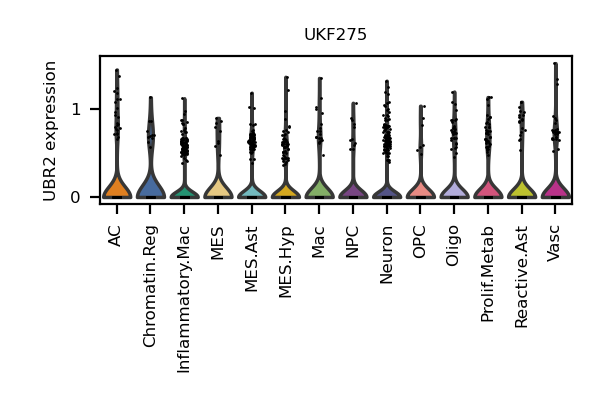 UKF275
UBR2 expression
1
0
AC
Chromatin.Reg
Inflammatory.Mac
MES
MES.Ast
MES.Hyp
Mac
NPC
Neuron
OPC
Oligo
Prolif.Metab
Reactive.Ast
Vasc